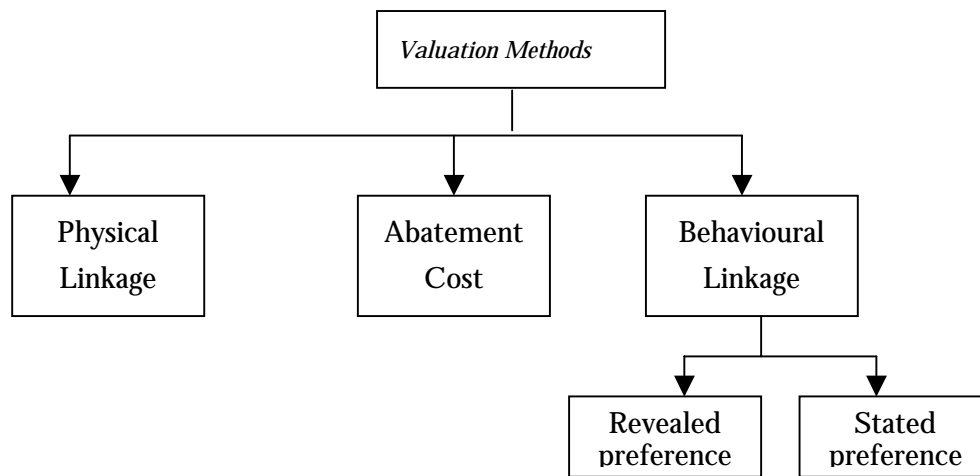 Valuation Methods
Physical
Linkage
Abatement
Cost
Behavioural
Linkage
Revealed
preference
Stated
preference